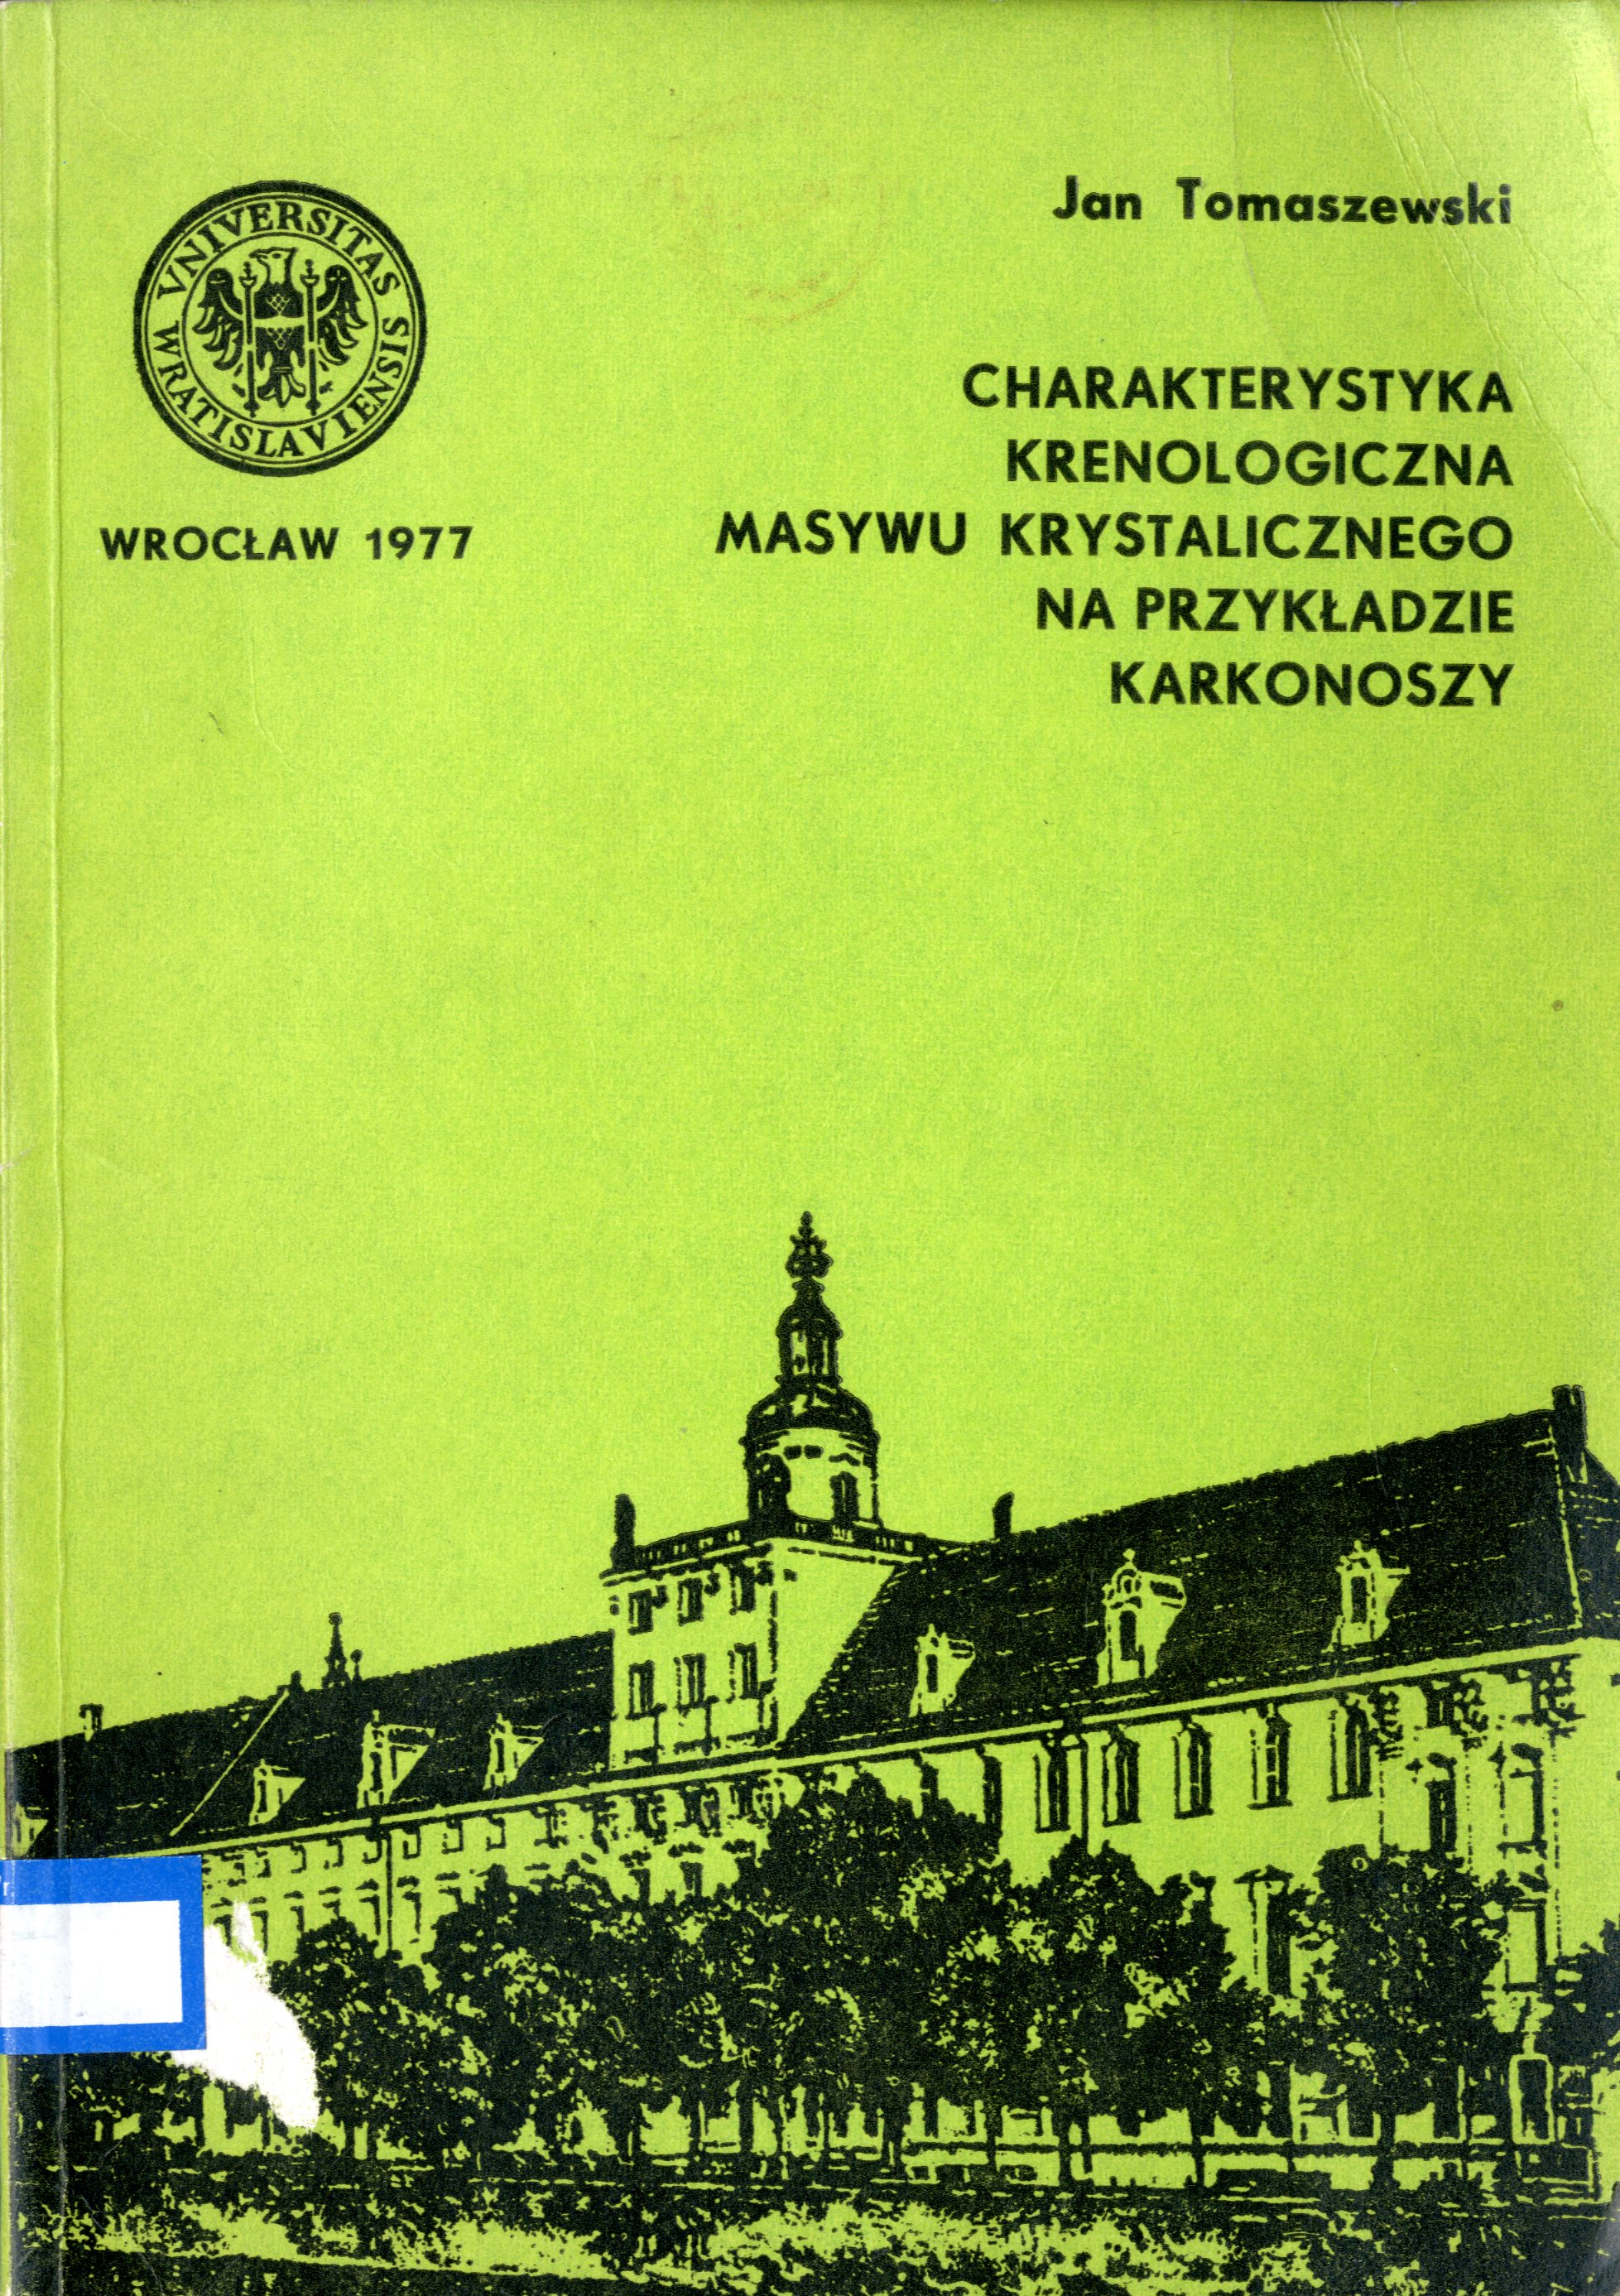 Jan Tomaszewski
VNIVERSITAS
WRATISLAVIENSIS
WROCŁAW 1977
CHARAKTERYSTYKA
KRENOLOGICZNA
MASYWU KRYSTALICZNEGO
NA PRZYKŁADZIE
KARKONOSZY